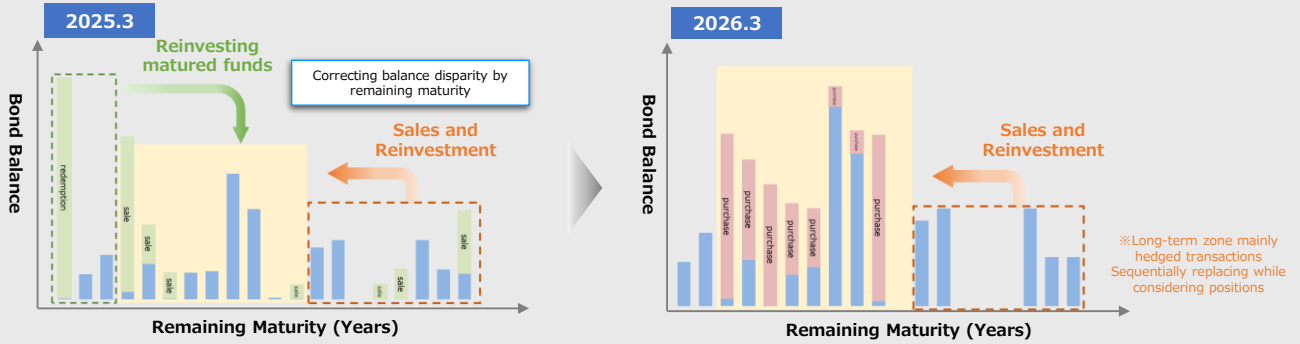 2025.3
Reinvesting
matured funds
Correcting balance disparity by
remaining maturity
Sales and
Reinvestment
Bond Balance
redemption
sale
sale
sale
sale
sale
sale
sale
Remaining Maturity (Years)
2026.3
Bond Balance
purchase
purchase
purchase
purchase
purchase
purchase
purchase
purchase
Sales and
Reinvestment
※Long-term zone mainly
hedged transactions
Sequentially replacing while
considering positions
Remaining Maturity (Years)